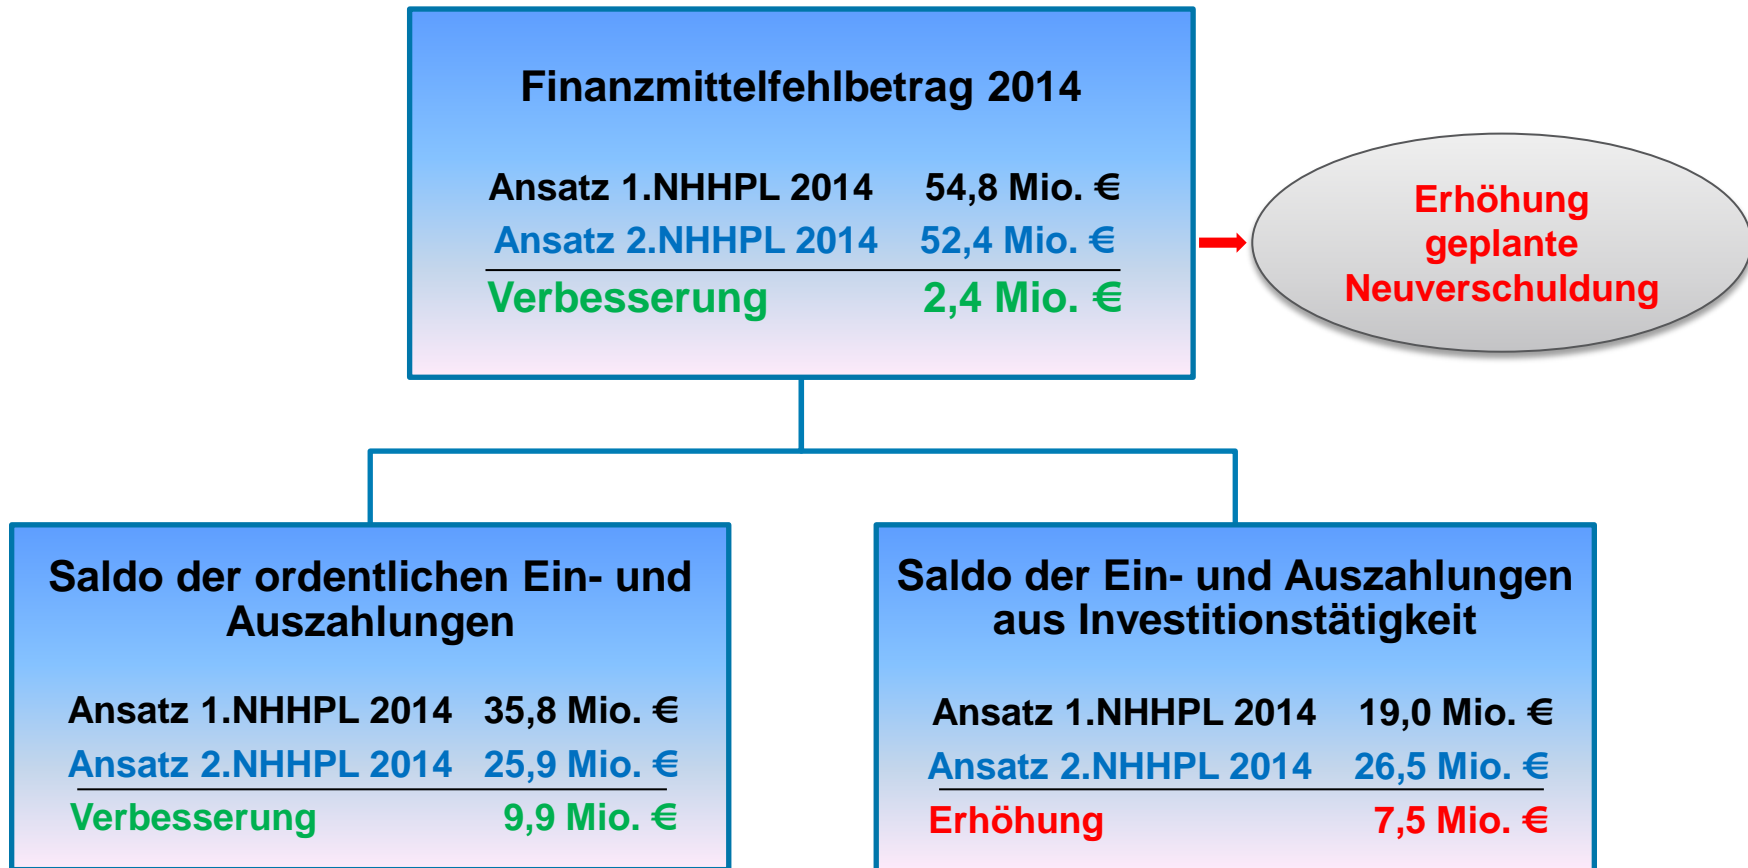 Finanzmittelfehlbetrag 2014
Ansatz 1.NHHPL 2014 54,8 Mio. €
Ansatz 2.NHHPL 2014 52,4 Mio. €
Verbesserung 2,4 Mio. €
Erhöhung
geplante
Neuverschuldung
Saldo der ordentlichen Ein- und
Auszahlungen
Ansatz 1.NHHPL 2014 35,8 Mio. €
Ansatz 2.NHHPL 2014 25,9 Mio. €
Verbesserung 9,9 Mio. €
Saldo der Ein- und Auszahlungen
aus Investitionstätigkeit
Ansatz 1.NHHPL 2014 19,0 Mio. €
Ansatz 2.NHHPL 2014 26,5 Mio. €
Erhöhung 7,5 Mio. €